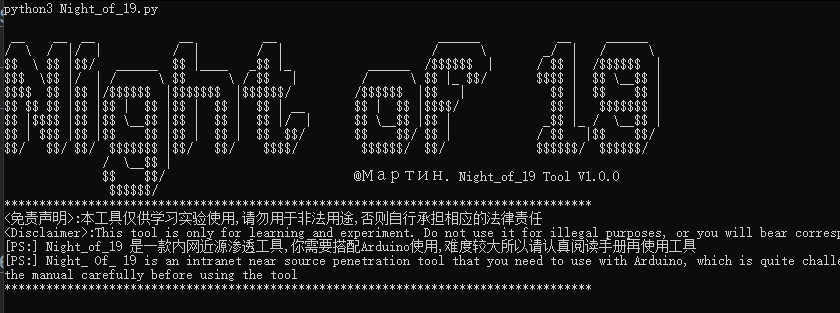 python3 Night_of_19.py
Night of 19
@Мартин. Night_of_19 Tool V1.0.0
***********************************************************************************
<免责声明>:本工具仅供学习实验使用,请勿用于非法用途,否则自行承担相应的法律责任
<Disclaimer>:This tool is only for learning and experiment. Do not use it for illegal purposes, or you will bear corresp
[PS:] Night_of_19 是一款内网近源渗透工具,你需要搭配Arduino使用,难度较大所以请认真阅读手册再使用工具
[PS:] Night_ Of_ 19 is an intranet near source penetration tool that you need to use with Arduino, which is quite challe
the manual carefully before using the tool
***********************************************************************************